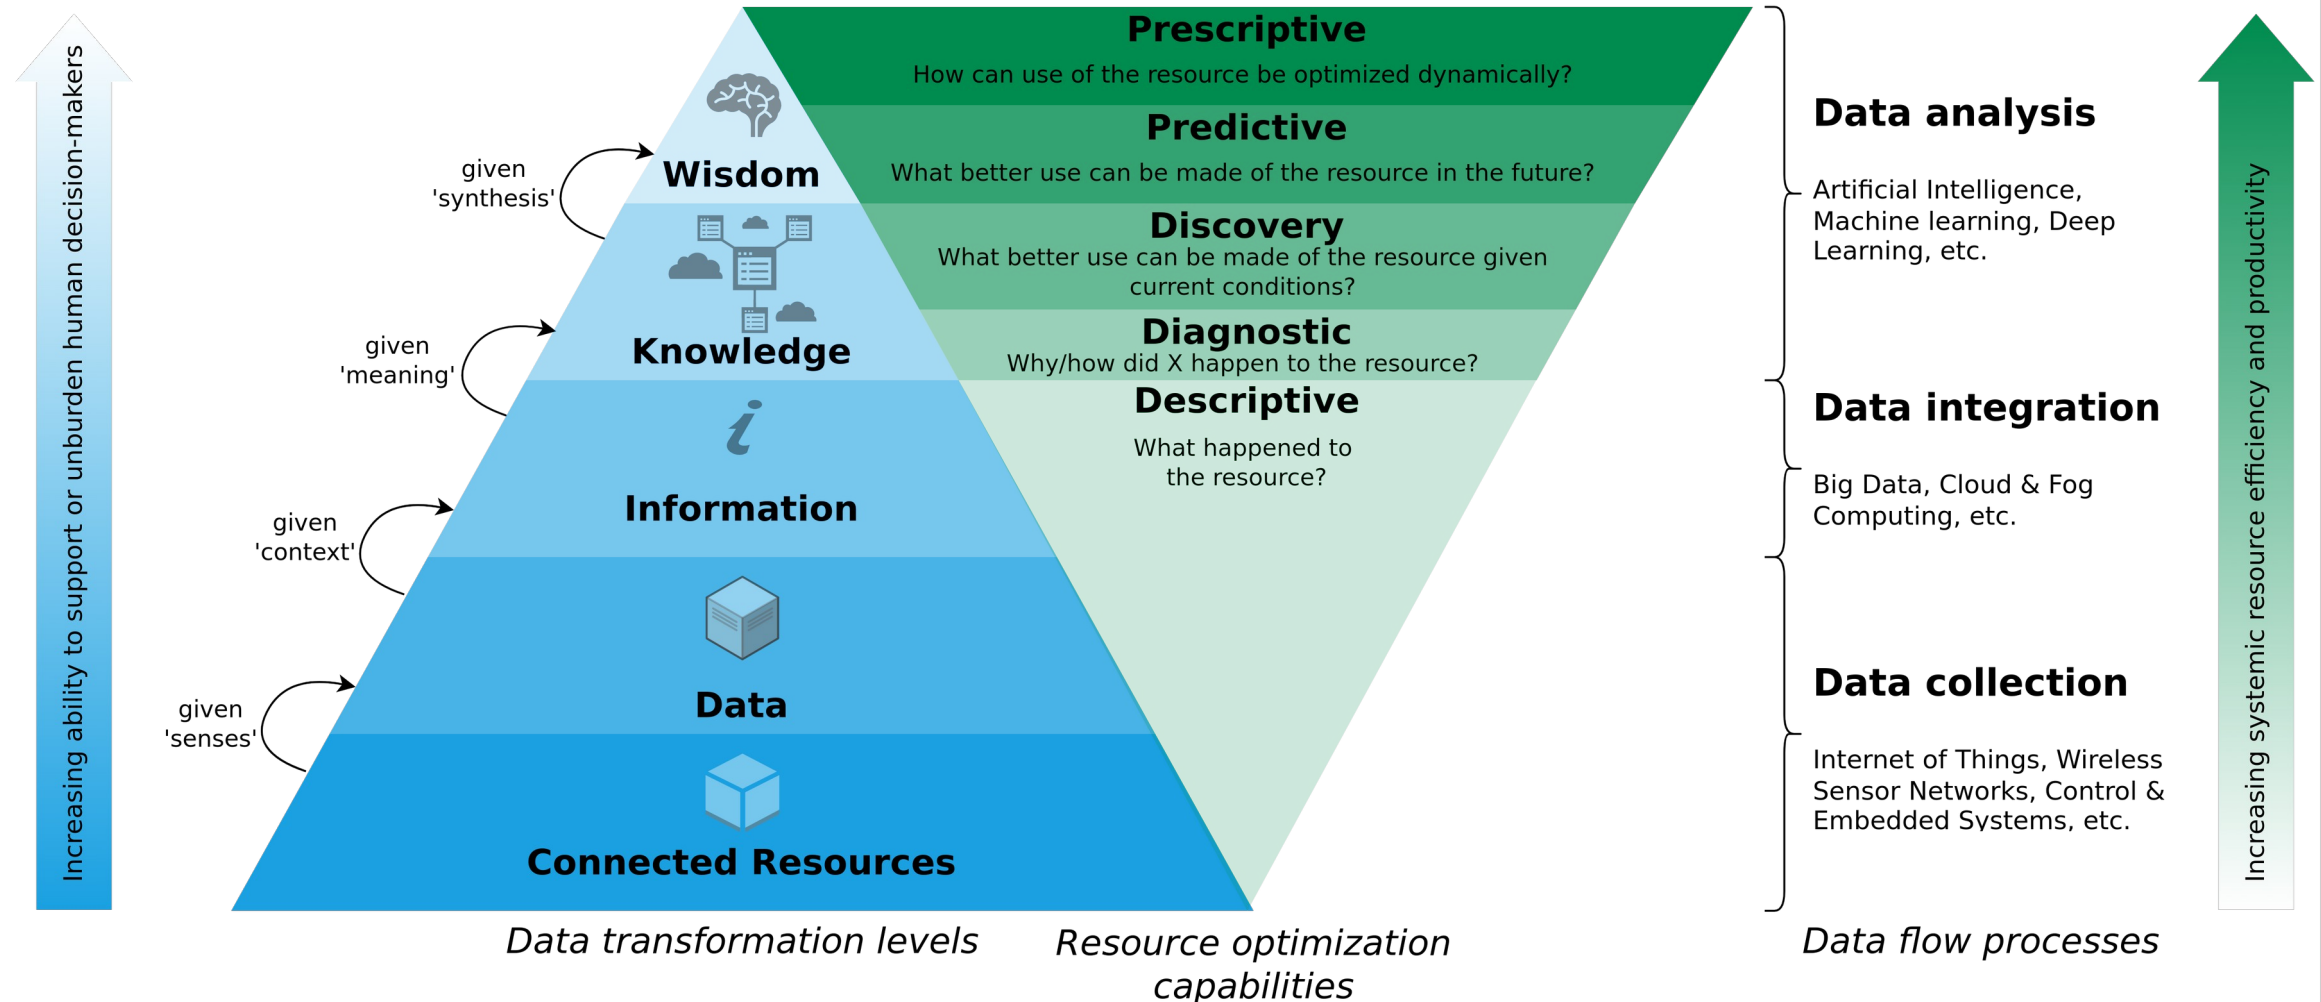 Increasing ability to support or unburden human decision-makers
given
'synthesis'
given
'meaning'
given
'context'
given
'senses'
Wisdom
Knowledge
i
Information
Data
Connected Resources
Data transformation levels
Prescriptive
How can use of the resource be optimized dynamically?
Predictive
What better use can be made of the resource in the future?
Discovery
What better use can be made of the resource given
current conditions?
Diagnostic
Why/how did X happen to the resource?
Descriptive
What happened to
the resource?
Resource optimization
capabilities
Data analysis
Artificial Intelligence,
Machine learning, Deep
Learning, etc.
Data integration
Big Data, Cloud & Fog
Computing, etc.
Data collection
Internet of Things, Wireless
Sensor Networks, Control &
Embedded Systems, etc.
Data flow processes
Increasing systemic resource efficiency and productivity